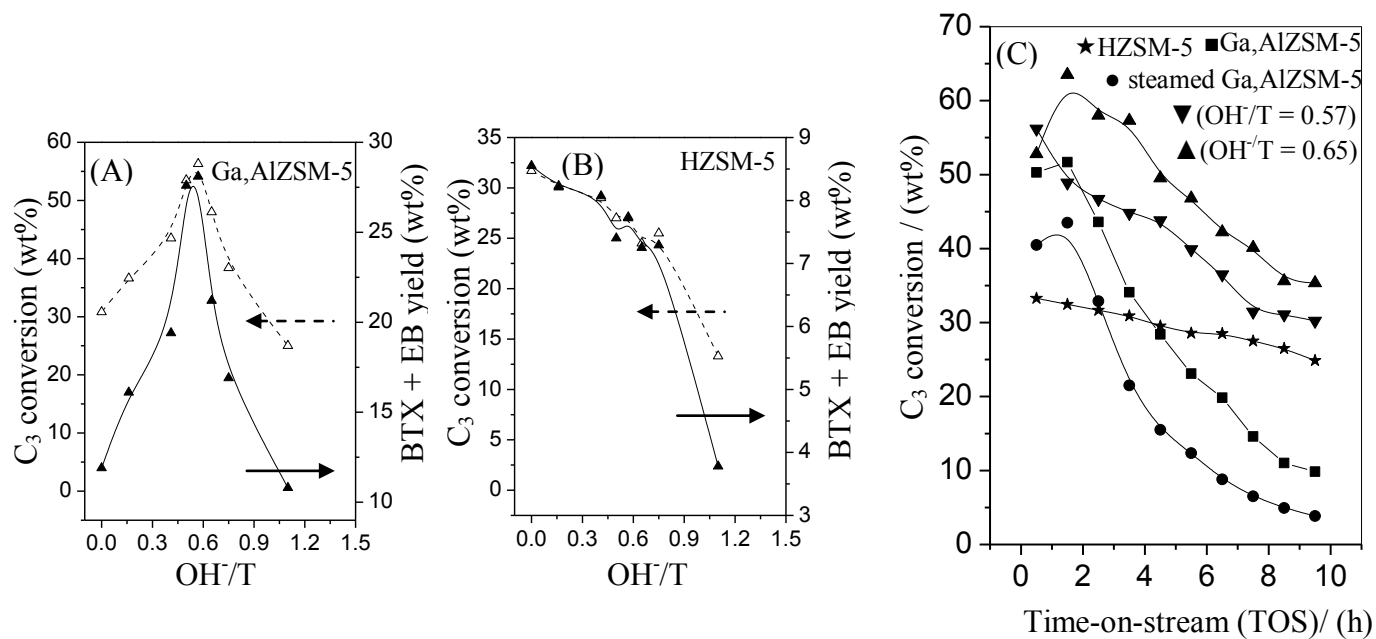 (A)
Ga,AlZSM-5
C₃ conversion (wt%)
60
50
40
30
20
10
0
BTX + EB yield (wt%)
30
25
20
15
10
0.0 0.3 0.6 0.9 1.2 1.5
OH⁻/T
(B)
HZSM-5
C₃ conversion (wt%)
35
30
25
20
15
10
5
0
BTX + EB yield (wt%)
9
8
7
6
5
4
3
0.0 0.3 0.6 0.9 1.2 1.5
OH⁻/T
(C)
HZSM-5 Ga,AlZSM-5
steamed Ga,AlZSM-5
(OH⁻/T = 0.57)
(OH⁻/T = 0.65)
C₃ conversion / (wt%)
70
60
50
40
30
20
10
0
0 2 4 6 8 10
Time-on-stream (TOS)/ (h)